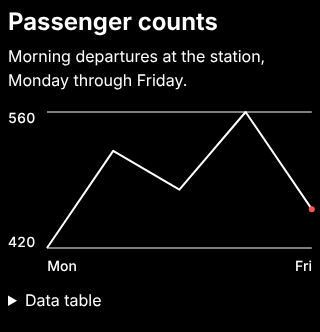 Passenger counts
Morning departures at the station,
Monday through Friday.
560
420
Mon
Fri
Data table